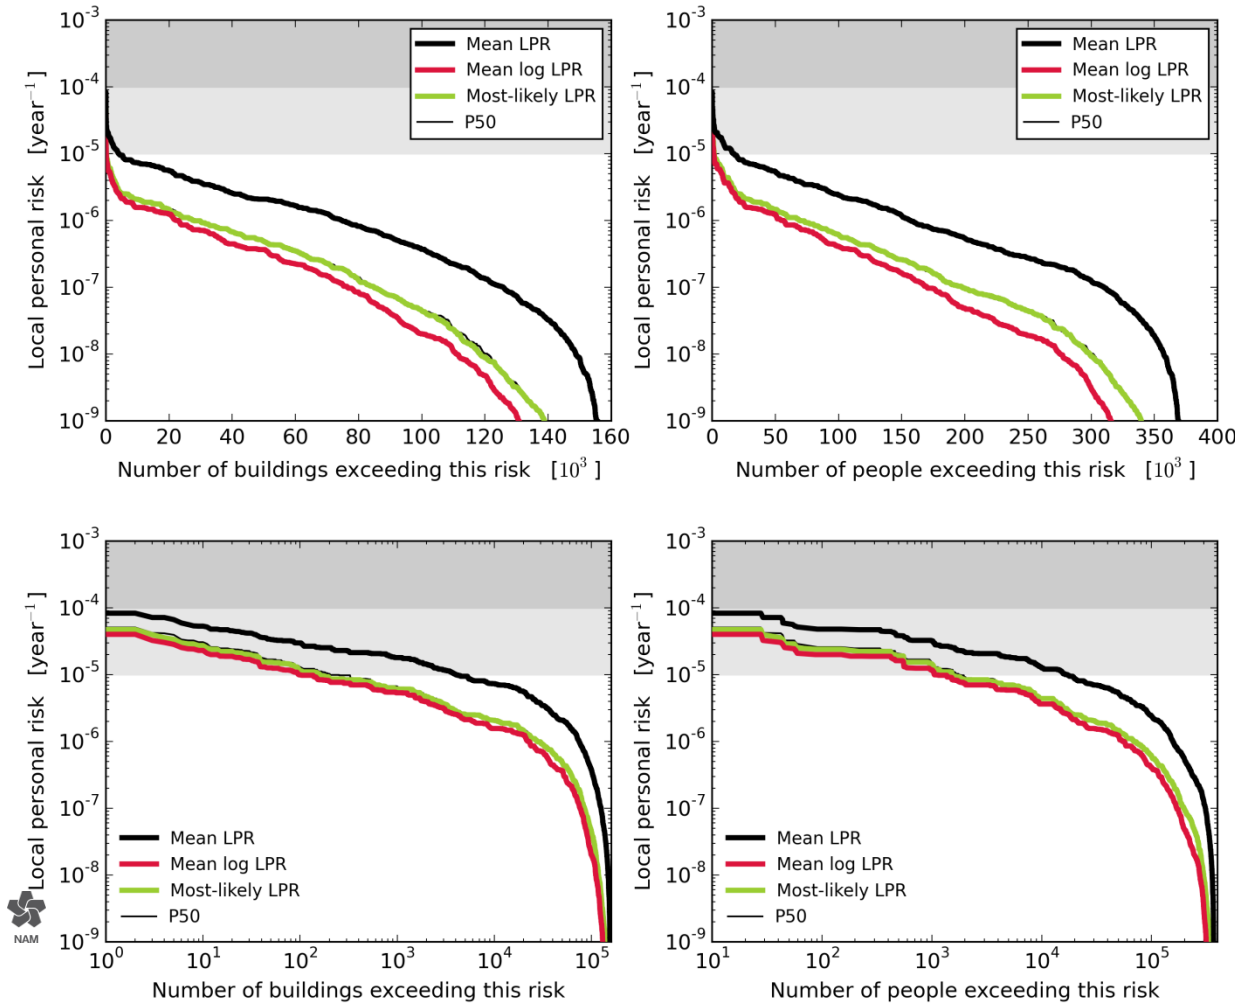 10⁻³
10⁻⁴
10⁻⁵
10⁻⁶
10⁻⁷
10⁻⁸
10⁻⁹
Local personal risk [year⁻¹]
Mean LPR
Mean log LPR
Most-likely LPR
P50
0 20 40 60 80 100 120 140 160
Number of buildings exceeding this risk [10³ ]
10⁻³
10⁻⁴
10⁻⁵
10⁻⁶
10⁻⁷
10⁻⁸
10⁻⁹
Local personal risk [year⁻¹]
Mean LPR
Mean log LPR
Most-likely LPR
P50
0 50 100 150 200 250 300 350 400
Number of people exceeding this risk [10³ ]
10⁻³
10⁻⁴
10⁻⁵
10⁻⁶
10⁻⁷
10⁻⁸
10⁻⁹
Local personal risk [year⁻¹]
Mean LPR
Mean log LPR
Most-likely LPR
P50
10⁰ 10¹ 10² 10³ 10⁴ 10⁵
Number of buildings exceeding this risk
NAM
10⁻³
10⁻⁴
10⁻⁵
10⁻⁶
10⁻⁷
10⁻⁸
10⁻⁹
Local personal risk [year⁻¹]
Mean LPR
Mean log LPR
Most-likely LPR
P50
10¹ 10² 10³ 10⁴ 10⁵
Number of people exceeding this risk